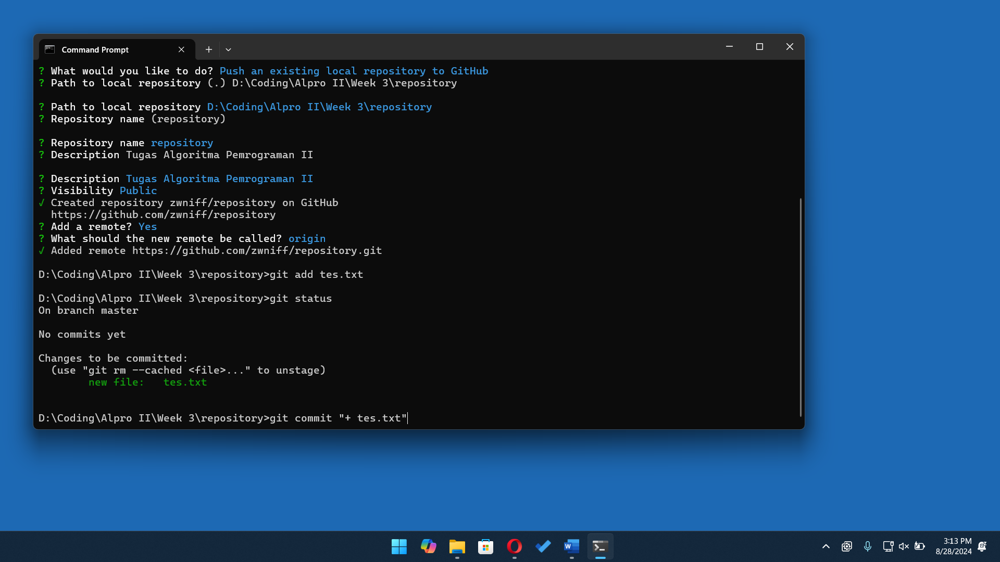 Command Prompt
? What would you like to do? Push an existing local repository to GitHub
? Path to local repository (.) D:\Coding\Alpro II\Week 3\repository
? Path to local repository D:\Coding\Alpro II\Week 3\repository
? Repository name (repository)
? Repository name repository
? Description Tugas Algoritma Pemrograman II
? Description Tugas Algoritma Pemrograman II
? Visibility Public
√ Created repository zwniff/repository on GitHub
https://github.com/zwniff/repository
? Add a remote? Yes
? What should the new remote be called? origin
√ Added remote https://github.com/zwniff/repository.git
D:\Coding\Alpro II\Week 3\repository>git add tes.txt
D:\Coding\Alpro II\Week 3\repository>git status
On branch master
No commits yet
Changes to be committed:
(use "git rm --cached <file>..." to unstage)
new file:   tes.txt
D:\Coding\Alpro II\Week 3\repository>git commit "+ tes.txt"
W
3:13 PM
8/28/2024